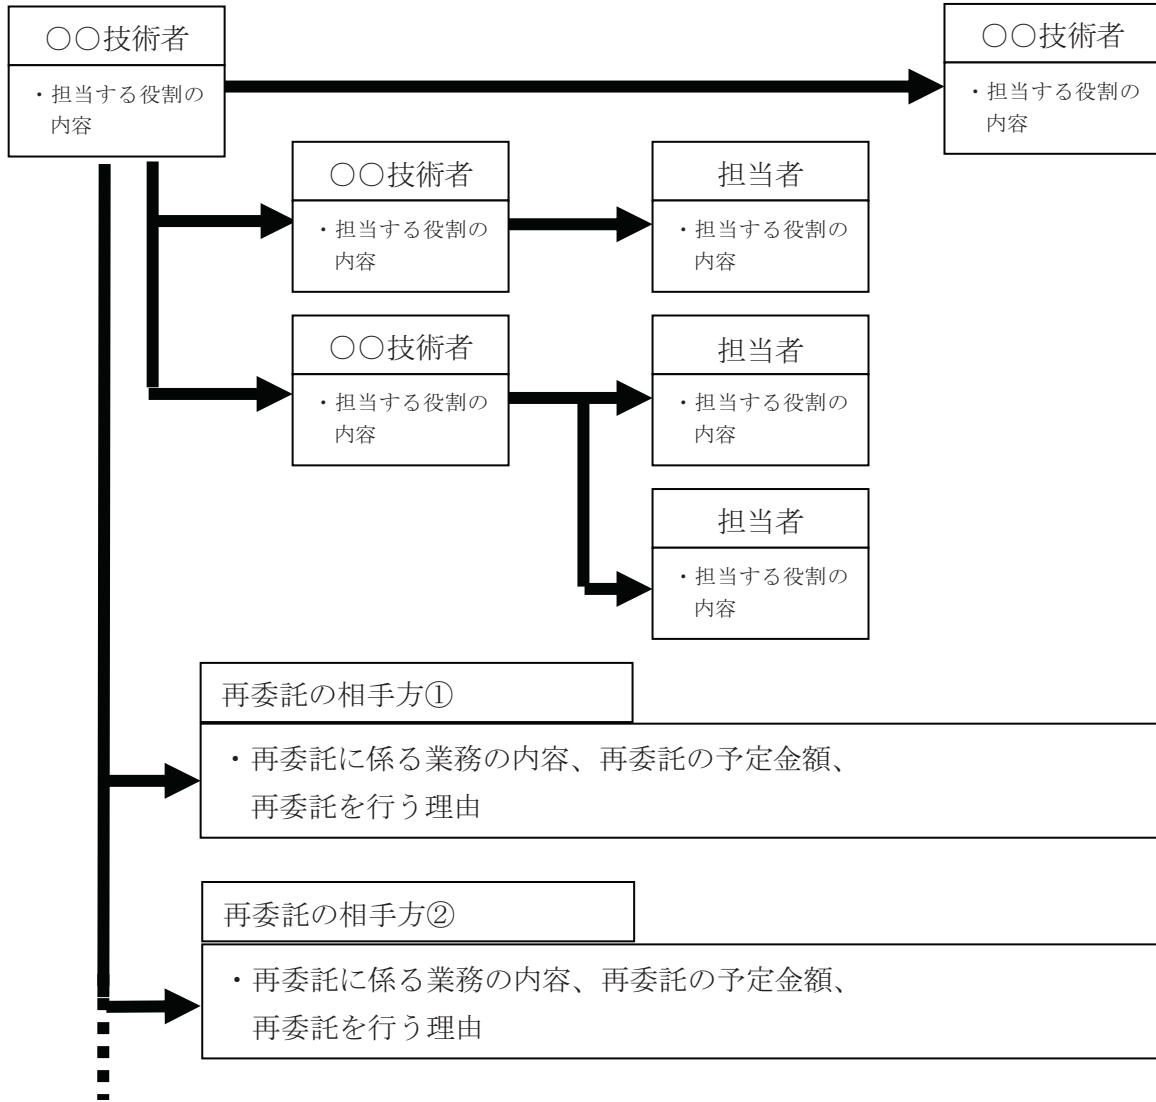 ○○技術者
・担当する役割の
内容
○○技術者
・担当する役割の
内容
○○技術者
・担当する役割の
内容
担当者
・担当する役割の
内容
○○技術者
・担当する役割の
内容
担当者
・担当する役割の
内容
担当者
・担当する役割の
内容
再委託の相手方①
・再委託に係る業務の内容、再委託の予定金額、
再委託を行う理由
再委託の相手方②
・再委託に係る業務の内容、再委託の予定金額、
再委託を行う理由